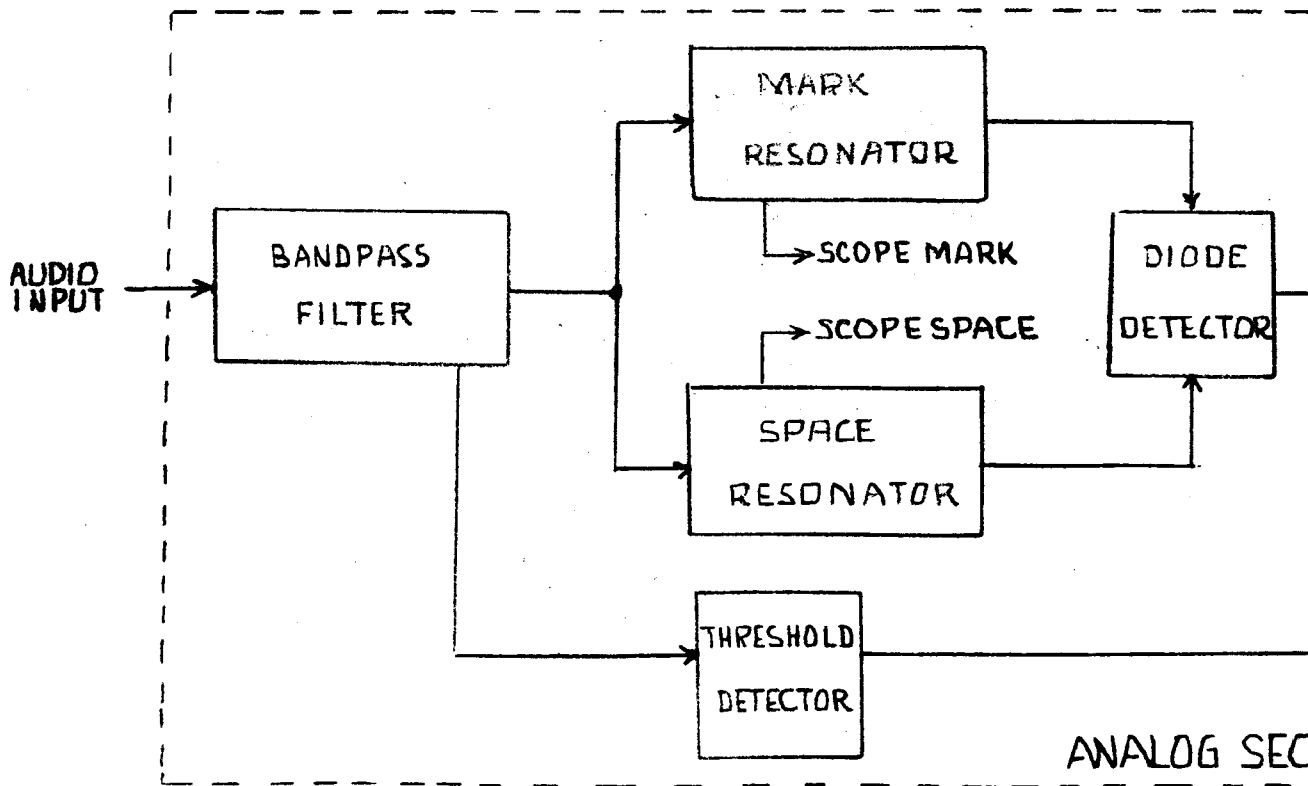 MARK
RESONATOR
SCOPE MARK
BANDPASS
FILTER
AUDIO
INPUT
DIODE
DETECTOR
SCOPE SPACE
SPACE
RESONATOR
THRESHOLD
DETECTOR
ANALOG SEC